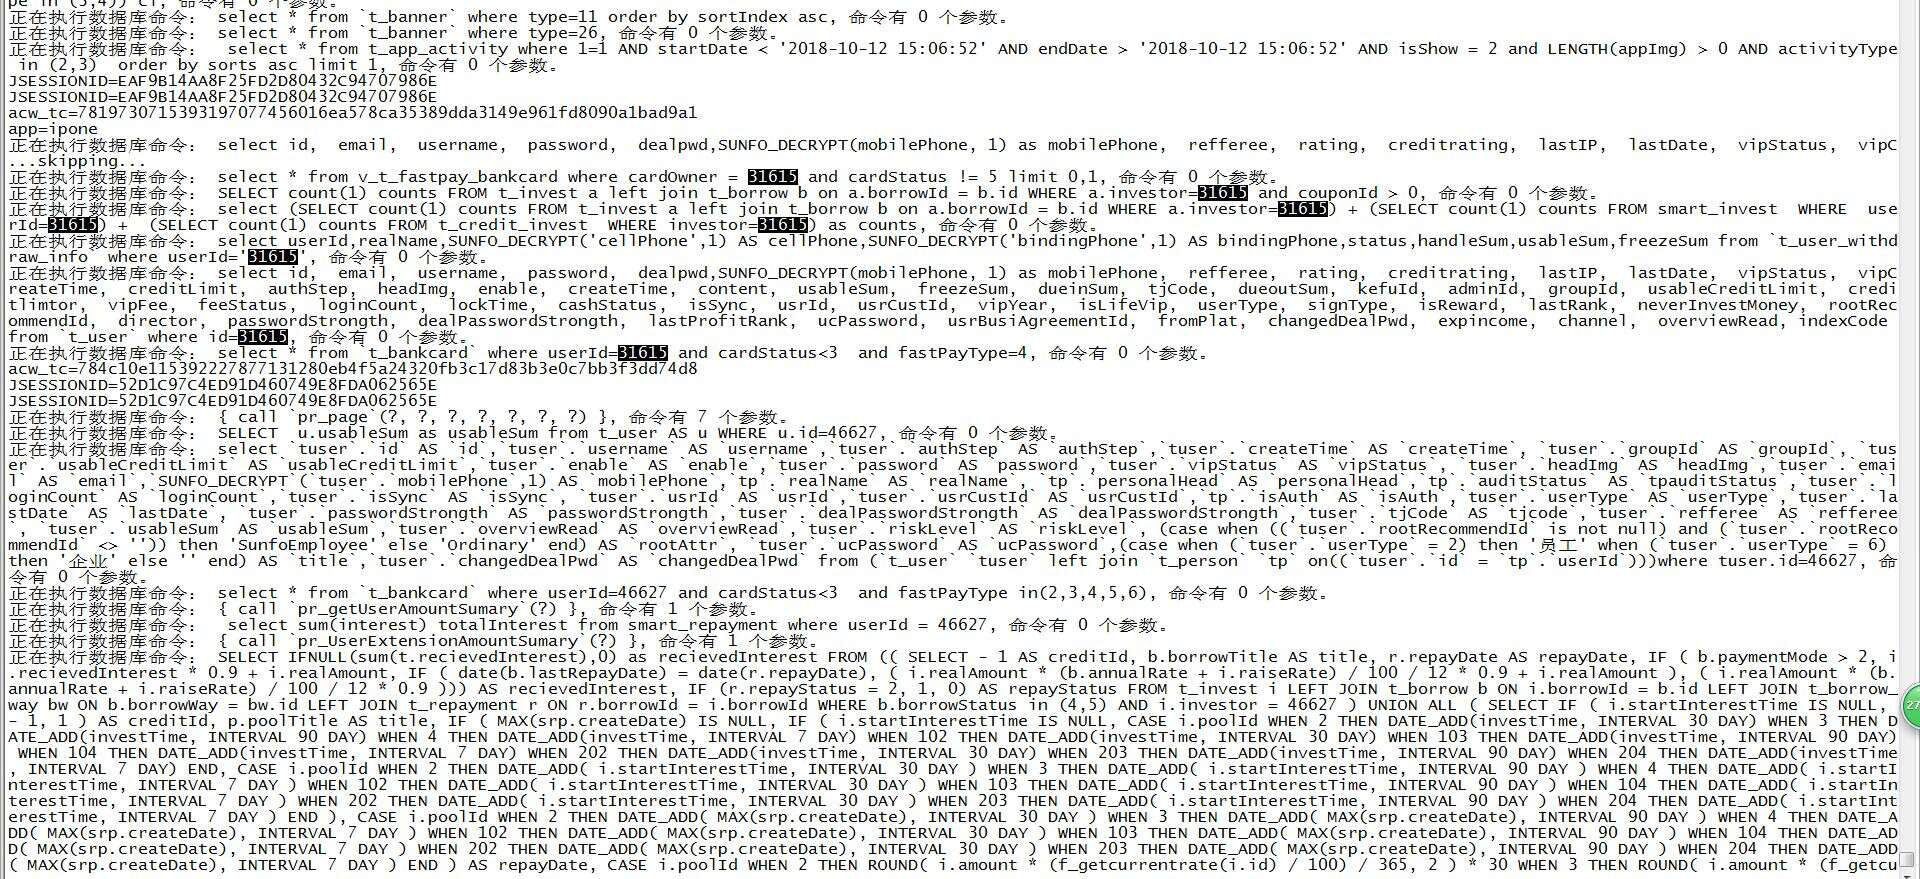 pe in (3,4)) cf, 命令有 0 个参数。
正在执行数据库命令： select * from `t_banner` where type=11 order by sortIndex asc, 命令有 0 个参数。
正在执行数据库命令： select * from `t_banner` where type=26, 命令有 0 个参数。
正在执行数据库命令：  select * from t_app_activity where 1=1 AND startDate < '2018-10-12 15:06:52' AND endDate > '2018-10-12 15:06:52' AND isShow = 2 and LENGTH(appImg) > 0 AND activityType
 in (2,3)  order by sorts asc limit 1, 命令有 0 个参数。
JSESSIONID=EAF9B14AA8F25FD2D80432C94707986E
JSESSIONID=EAF9B14AA8F25FD2D80432C94707986E
acw_tc=7819730715393197077456016ea578ca35389dda3149e961fd8090a1bad9a1
app=ipone
正在执行数据库命令： select id,  email,  username,  password,  dealpwd,SUNFO_DECRYPT(mobilePhone, 1) as mobilePhone,  refferee,  rating,  creditrating,  lastIP,  lastDate,  vipStatus,  vipC
...skipping...
正在执行数据库命令： select * from v_t_fastpay_bankcard where cardOwner = 31615 and cardStatus != 5 limit 0,1, 命令有 0 个参数。
正在执行数据库命令： SELECT count(1) counts FROM t_invest a left join t_borrow b on a.borrowId = b.id WHERE a.investor=31615 and couponId > 0, 命令有 0 个参数。
正在执行数据库命令： select (SELECT count(1) counts FROM t_invest a left join t_borrow b on a.borrowId = b.id WHERE a.investor=31615) + (SELECT count(1) counts FROM smart_invest  WHERE  use
rId=31615) +  (SELECT count(1) counts FROM t_credit_invest  WHERE investor=31615) as counts, 命令有 0 个参数。
正在执行数据库命令： select userId,realName,SUNFO_DECRYPT('cellPhone',1) AS cellPhone,SUNFO_DECRYPT('bindingPhone',1) AS bindingPhone,status,handleSum,usableSum,freezeSum from `t_user_withd
raw_info` where userId='31615', 命令有 0 个参数。
正在执行数据库命令： select id,  email,  username,  password,  dealpwd,SUNFO_DECRYPT(mobilePhone, 1) as mobilePhone,  refferee,  rating,  creditrating,  lastIP,  lastDate,  vipStatus,  vipC
reateTime,  creditLimit,  authStep,  headImg,  enable,  createTime,  content,  usableSum,  freezeSum,  dueinSum,  tjCode,  dueoutSum,  kefuId,  adminId,  groupId,  usableCreditLimit,  credi
tlimtor,  vipFee,  feeStatus,  loginCount,  lockTime,  cashStatus,  isSync,  usrId,  usrCustId,  vipYear,  isLifeVip,  userType,  signType,  isReward,  lastRank,  neverInvestMoney,  rootRec
ommendId,  director,  passwordStrength,  dealPasswordStrength,  lastProfitRank,  ucPassword,  usrBusiAgreementId,  fromPlat,  changedDealPwd,  expincome,  channel,  overviewRead, indexCode
from `t_user` where id=31615, 命令有 0 个参数。
正在执行数据库命令： select * from `t_bankcard` where userId=31615 and cardStatus<3  and fastPayType=4, 命令有 0 个参数。
acw_tc=784c10e11539222787713​1280eb4f5a24320fb3c17d83b3e0c7bb3f3dd74d8
JSESSIONID=52D1C97C4ED91D460749E8FDA062565E
JSESSIONID=52D1C97C4ED91D460749E8FDA062565E
正在执行数据库命令： { call `pr_page`(?, ?, ?, ?, ?, ?, ?) }, 命令有 7 个参数。
正在执行数据库命令： SELECT  u.usableSum as usableSum from t_user AS u WHERE u.id=46627, 命令有 0 个参数。
正在执行数据库命令： select `tuser`.`id` AS `id`,`tuser`.`username` AS `username`,`tuser`.`authStep` AS `authStep`,`tuser`.`createTime` AS `createTime`, `tuser`.`groupId` AS `groupId`, `tus
er`.`usableCreditLimit` AS `usableCreditLimit`,`tuser`.`enable` AS `enable`,`tuser`.`password` AS `password`,`tuser`.`vipStatus` AS `vipStatus`, `tuser`.`headImg` AS `headImg`,`tuser`.`emai
l` AS `email`,`SUNFO_DECRYPT`(`tuser`.`mobilePhone`,1) AS `mobilePhone`,`tp`.`realName` AS `realName`, `tp`.`personalHead` AS `personalHead`,`tp`.`auditStatus` AS `tpauditStatus`,`tuser`.`l
oginCount` AS `loginCount`,`tuser`.`isSync` AS `isSync`, `tuser`.`usrId` AS `usrId`,`tuser`.`usrCustId` AS `usrCustId`,`tp`.`isAuth` AS `isAuth`,`tuser`.`userType` AS `userType`,`tuser`.`la
stDate` AS `lastDate`, `tuser`.`passwordStrength` AS `passwordStrength`,`tuser`.`dealPasswordStrength` AS `dealPasswordStrength`,`tuser`.`tjCode` AS `tjcode`,`tuser`.`refferee` AS `refferee
`, `tuser`.`usableSum` AS `usableSum`,`tuser`.`overviewRead` AS `overviewRead`,`tuser`.`riskLevel` AS `riskLevel`, (case when ((`tuser`.`rootRecommendId` is not null) and (`tuser`.`rootReco
mmendId` <> '')) then 'SunfoEmployee' else 'Ordinary' end) AS `rootAttr`, `tuser`.`ucPassword` AS `ucPassword`,(case when (`tuser`.`userType` = 2) then '员工' when (`tuser`.`userType` = 6)
then '企业' else '' end) AS `title`,`tuser`.`changedDealPwd` AS `changedDealPwd` from (`t_user` `tuser` left join `t_person` `tp` on((`tuser`.`id` = `tp`.`userId`)))where tuser.id=46627, 命
令有 0 个参数。
正在执行数据库命令： select * from `t_bankcard` where userId=46627 and cardStatus<3  and fastPayType in(2,3,4,5,6), 命令有 0 个参数。
正在执行数据库命令： { call `pr_getUserAmountSumary`(?) }, 命令有 1 个参数。
正在执行数据库命令：  select sum(interest) totalInterest from smart_repayment where userId = 46627, 命令有 0 个参数。
正在执行数据库命令： { call `pr_UserExtensionAmountSumary`(?) }, 命令有 1 个参数。
正在执行数据库命令： SELECT IFNULL(sum(t.recievedInterest),0) as recievedInterest FROM (( SELECT - 1 AS creditId, b.borrowTitle AS title, r.repayDate AS repayDate, IF ( b.paymentMode > 2, i
.recievedInterest * 0.9 + i.realAmount, IF ( date(b.lastRepayDate) = date(r.repayDate), ( i.realAmount * (b.annualRate + i.raiseRate) / 100 / 12 * 0.9 + i.realAmount ), ( i.realAmount * (b.
annualRate + i.raiseRate) / 100 / 12 * 0.9 ))) AS recievedInterest, IF (r.repayStatus = 2, 1, 0) AS repayStatus FROM t_invest i LEFT JOIN t_borrow b ON i.borrowId = b.id LEFT JOIN t_borrow_
way bw ON b.borrowWay = bw.id LEFT JOIN t_repayment r ON r.borrowId = i.borrowId WHERE b.borrowStatus in (4,5) AND i.investor = 46627 ) UNION ALL ( SELECT IF ( i.startInterestTime IS NULL,
- 1, 1 ) AS creditId, p.poolTitle AS title, IF ( MAX(srp.createDate) IS NULL, IF ( i.startInterestTime IS NULL, CASE i.poolId WHEN 2 THEN DATE_ADD(investTime, INTERVAL 30 DAY) WHEN 3 THEN D
ATE_ADD(investTime, INTERVAL 90 DAY) WHEN 4 THEN DATE_ADD(investTime, INTERVAL 7 DAY) WHEN 102 THEN DATE_ADD(investTime, INTERVAL 30 DAY) WHEN 103 THEN DATE_ADD(investTime, INTERVAL 90 DAY)
 WHEN 104 THEN DATE_ADD(investTime, INTERVAL 7 DAY) WHEN 202 THEN DATE_ADD(investTime, INTERVAL 30 DAY) WHEN 203 THEN DATE_ADD(investTime, INTERVAL 90 DAY) WHEN 204 THEN DATE_ADD(investTime
, INTERVAL 7 DAY) END, CASE i.poolId WHEN 2 THEN DATE_ADD( i.startInterestTime, INTERVAL 30 DAY ) WHEN 3 THEN DATE_ADD( i.startInterestTime, INTERVAL 90 DAY ) WHEN 4 THEN DATE_ADD( i.startI
nterestTime, INTERVAL 7 DAY ) WHEN 102 THEN DATE_ADD( i.startInterestTime, INTERVAL 30 DAY ) WHEN 103 THEN DATE_ADD( i.startInterestTime, INTERVAL 90 DAY ) WHEN 104 THEN DATE_ADD( i.startIn
terestTime, INTERVAL 7 DAY ) WHEN 202 THEN DATE_ADD( i.startInterestTime, INTERVAL 30 DAY ) WHEN 203 THEN DATE_ADD( i.startInterestTime, INTERVAL 90 DAY ) WHEN 204 THEN DATE_ADD( i.startInt
erestTime, INTERVAL 7 DAY ) END ), CASE i.poolId WHEN 2 THEN DATE_ADD( MAX(srp.createDate), INTERVAL 30 DAY ) WHEN 3 THEN DATE_ADD( MAX(srp.createDate), INTERVAL 90 DAY ) WHEN 4 THEN DATE_A
DD( MAX(srp.createDate), INTERVAL 7 DAY ) WHEN 102 THEN DATE_ADD( MAX(srp.createDate), INTERVAL 30 DAY ) WHEN 103 THEN DATE_ADD( MAX(srp.createDate), INTERVAL 90 DAY ) WHEN 104 THEN DATE_AD
D( MAX(srp.createDate), INTERVAL 7 DAY ) WHEN 202 THEN DATE_ADD( MAX(srp.createDate), INTERVAL 30 DAY ) WHEN 203 THEN DATE_ADD( MAX(srp.createDate), INTERVAL 90 DAY ) WHEN 204 THEN DATE_ADD
( MAX(srp.createDate), INTERVAL 7 DAY ) END ) AS repayDate, CASE i.poolId WHEN 2 THEN ROUND( i.amount * (f_getcurrentrate(i.id) / 100) / 365, 2 ) * 30 WHEN 3 THEN ROUND( i.amount * (f_getcu
27